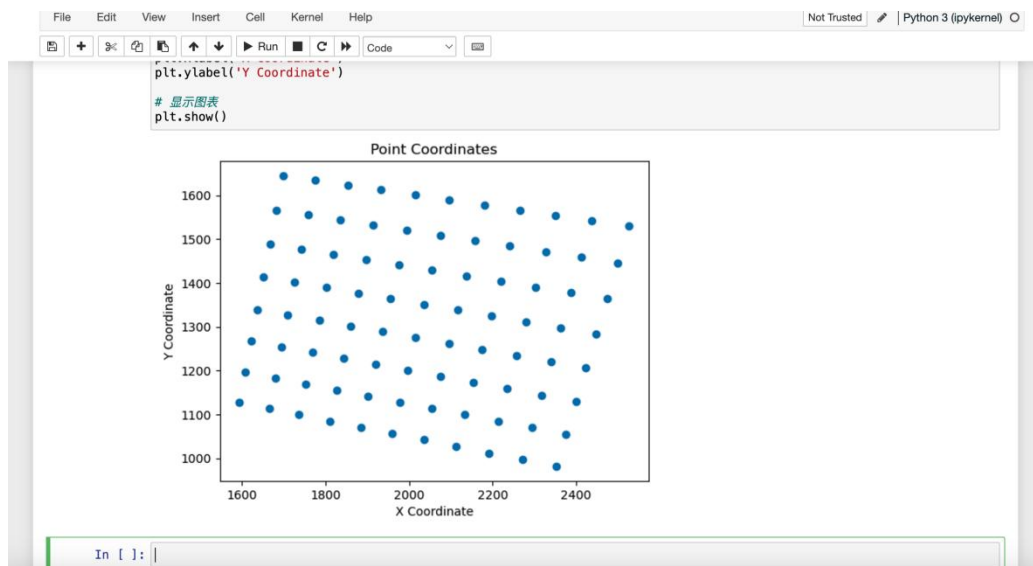 File Edit View Insert Cell Kernel Help Not Trusted Python 3 (ipykernel)
Run Code
plt.ylabel('Y Coordinate')
# 显示图表
plt.show()
Point Coordinates
1600
1500
1400
1300
1200
1100
1000
Y Coordinate
1600 1800 2000 2200 2400
X Coordinate
In [ ]: